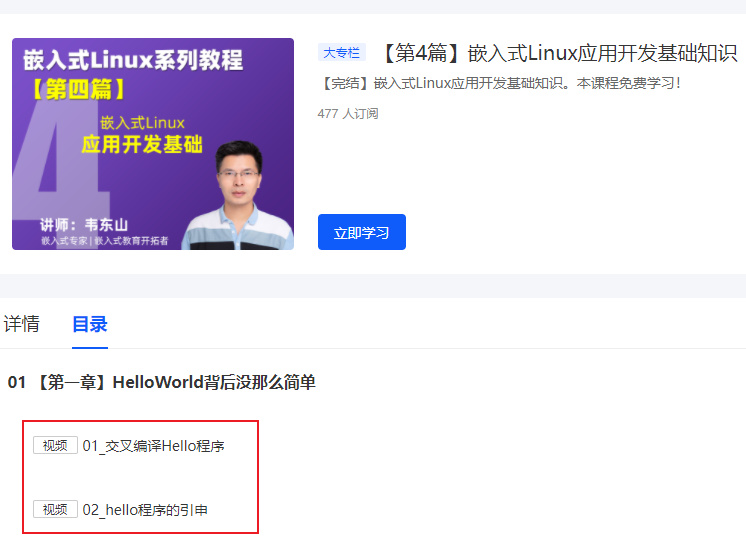 嵌入式Linux系列教程
【第四篇】
4
嵌入式Linux
应用开发基础
讲师：韦东山
嵌入式专家|嵌入式教育开拓者
大专栏 【第4篇】嵌入式Linux应用开发基础知识
【完结】嵌入式Linux应用开发基础知识。本课程免费学习！
477 人订阅
立即学习
详情 目录
01 【第一章】HelloWorld背后没那么简单
视频 01_交叉编译Hello程序
视频 02_hello程序的引申